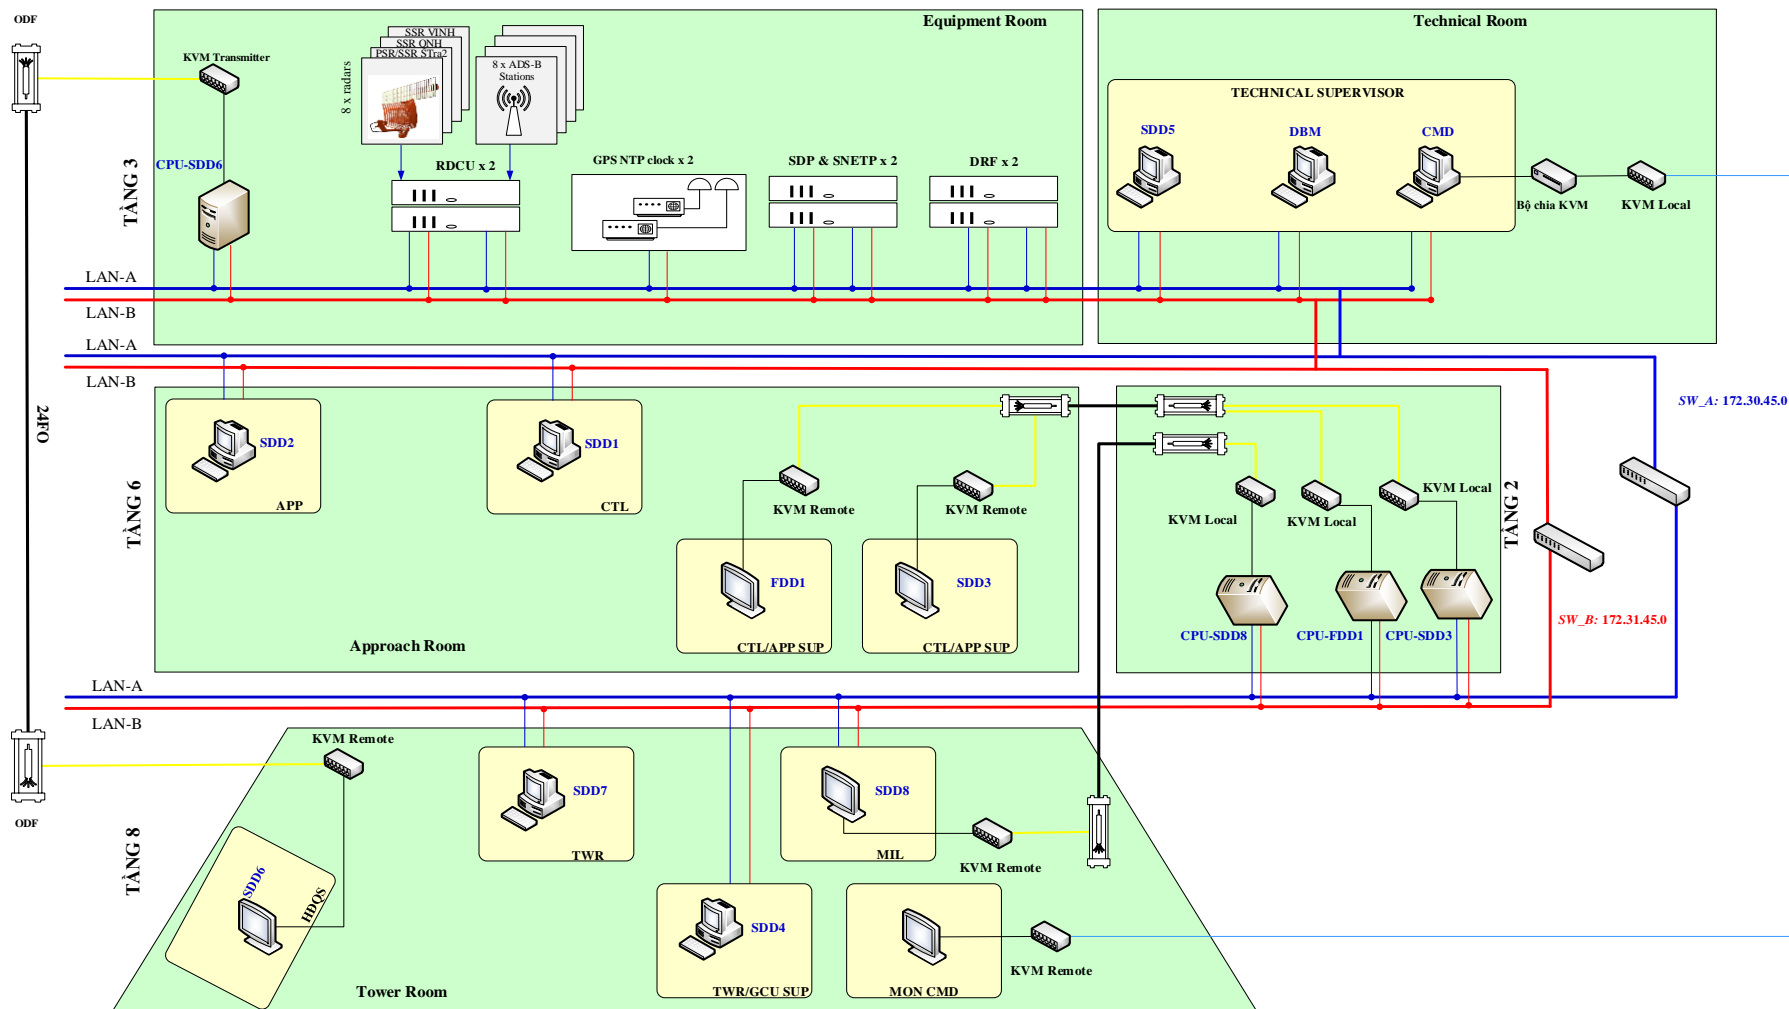 ODF
Equipment Room
Technical Room
KVM Transmitter
SSR VINH
SSR QNH
PSR/SSR STra2
8 x radars
8 x ADS-B
Stations
TECHNICAL SUPERVISOR
SDD5
DBM
CMD
TẦNG 3
CPU-SDD6
RDCU x 2
GPS NTP clock x 2
SDP & SNETP x 2
DRF x 2
Bộ chia KVM
KVM Local
LAN-A
LAN-B
LAN-A
LAN-B
24FO
TẦNG 6
SDD2
APP
SDD1
CTL
KVM Remote
KVM Remote
FDD1
CTL/APP SUP
SDD3
CTL/APP SUP
Approach Room
KVM Local
KVM Local
KVM Local
TẦNG 2
CPU-SDD8
CPU-FDD1
CPU-SDD3
SW_A: 172.30.45.0
SW_B: 172.31.45.0
LAN-A
LAN-B
ODF
TẦNG 8
KVM Remote
SDD6
HĐQS
SDD7
TWR
SDD8
MIL
KVM Remote
SDD4
TWR/GCU SUP
MON CMD
KVM Remote
Tower Room